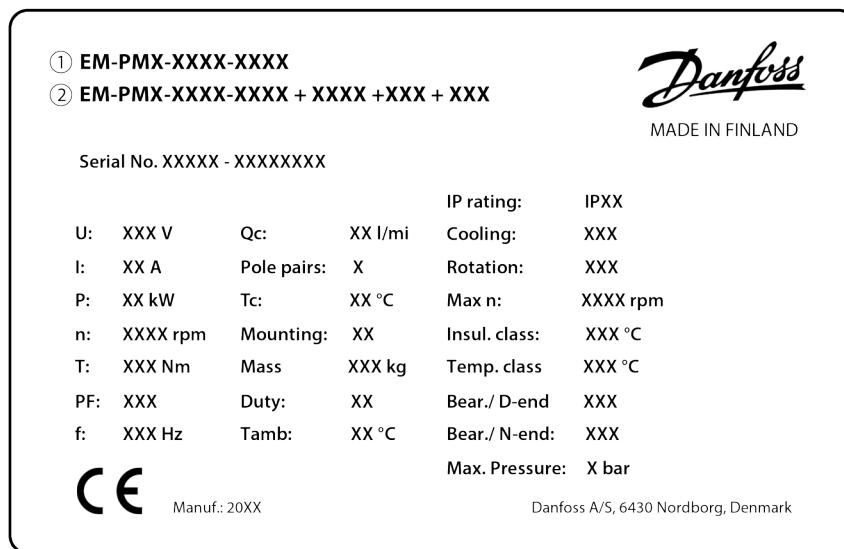 ① EM-PMX-XXXX-XXXX
② EM-PMX-XXXX-XXXX + XXXX +XXX + XXX
Danfoss
MADE IN FINLAND
Serial No. XXXXX - XXXXXXXX
IP rating: IPXX
U: XXX V Qc: XX l/mi Cooling: XXX
I: XX A Pole pairs: X Rotation: XXX
P: XX kW Tc: XX °C Max n: XXXX rpm
n: XXXX rpm Mounting: XX Insul. class: XXX °C
T: XXX Nm Mass XXX kg Temp. class XXX °C
PF: XXX Duty: XX Bear./ D-end XXX
f: XXX Hz Tamb: XX °C Bear./ N-end: XXX
Max. Pressure: X bar
CE Manuf.: 20XX Danfoss A/S, 6430 Nordborg, Denmark